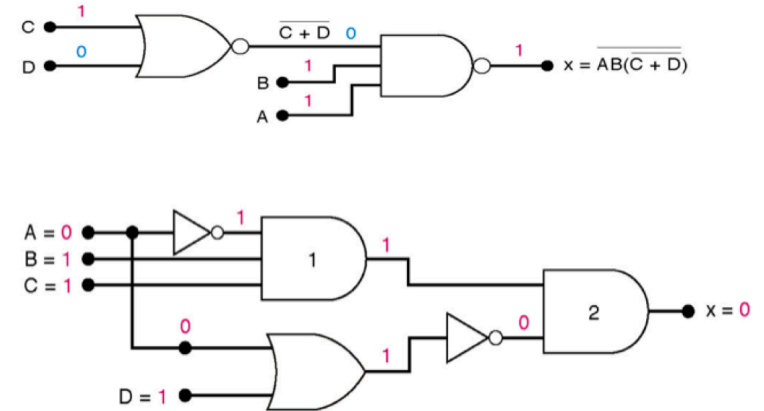 C 1
C + D 0
D 0
B 1
A 1
1
x = AB(C + D)
A = 0
1
B = 1
1
1
C = 1
2
x = 0
0
0
1
D = 1